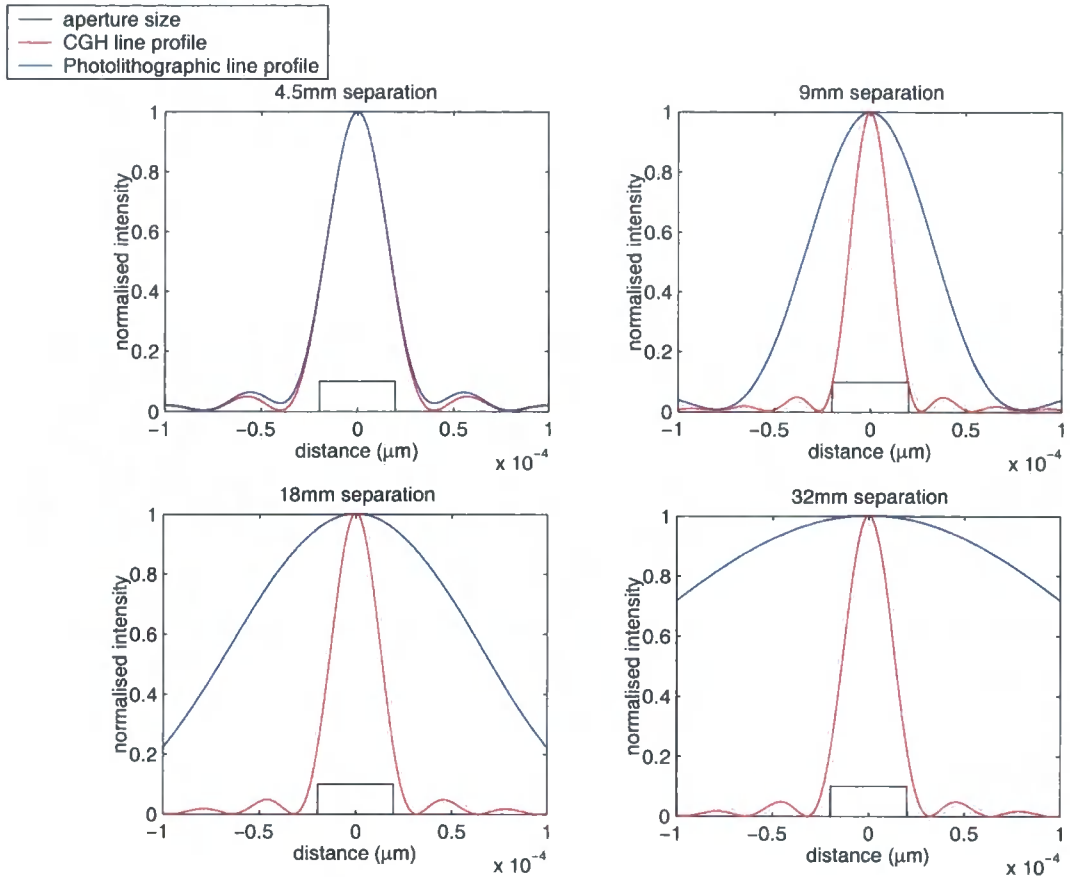 aperture size
CGH line profile
Photolithographic line profile
4.5mm separation
1
0.8
0.6
0.4
0.2
0
normalised intensity
−1
−0.5
0
0.5
1
distance (μm)
x 10⁻⁴
9mm separation
1
0.8
0.6
0.4
0.2
0
normalised intensity
−1
−0.5
0
0.5
1
distance (μm)
x 10⁻⁴
18mm separation
1
0.8
0.6
0.4
0.2
0
normalised intensity
−1
−0.5
0
0.5
1
distance (μm)
x 10⁻⁴
32mm separation
1
0.8
0.6
0.4
0.2
0
normalised intensity
−1
−0.5
0
0.5
1
distance (μm)
x 10⁻⁴